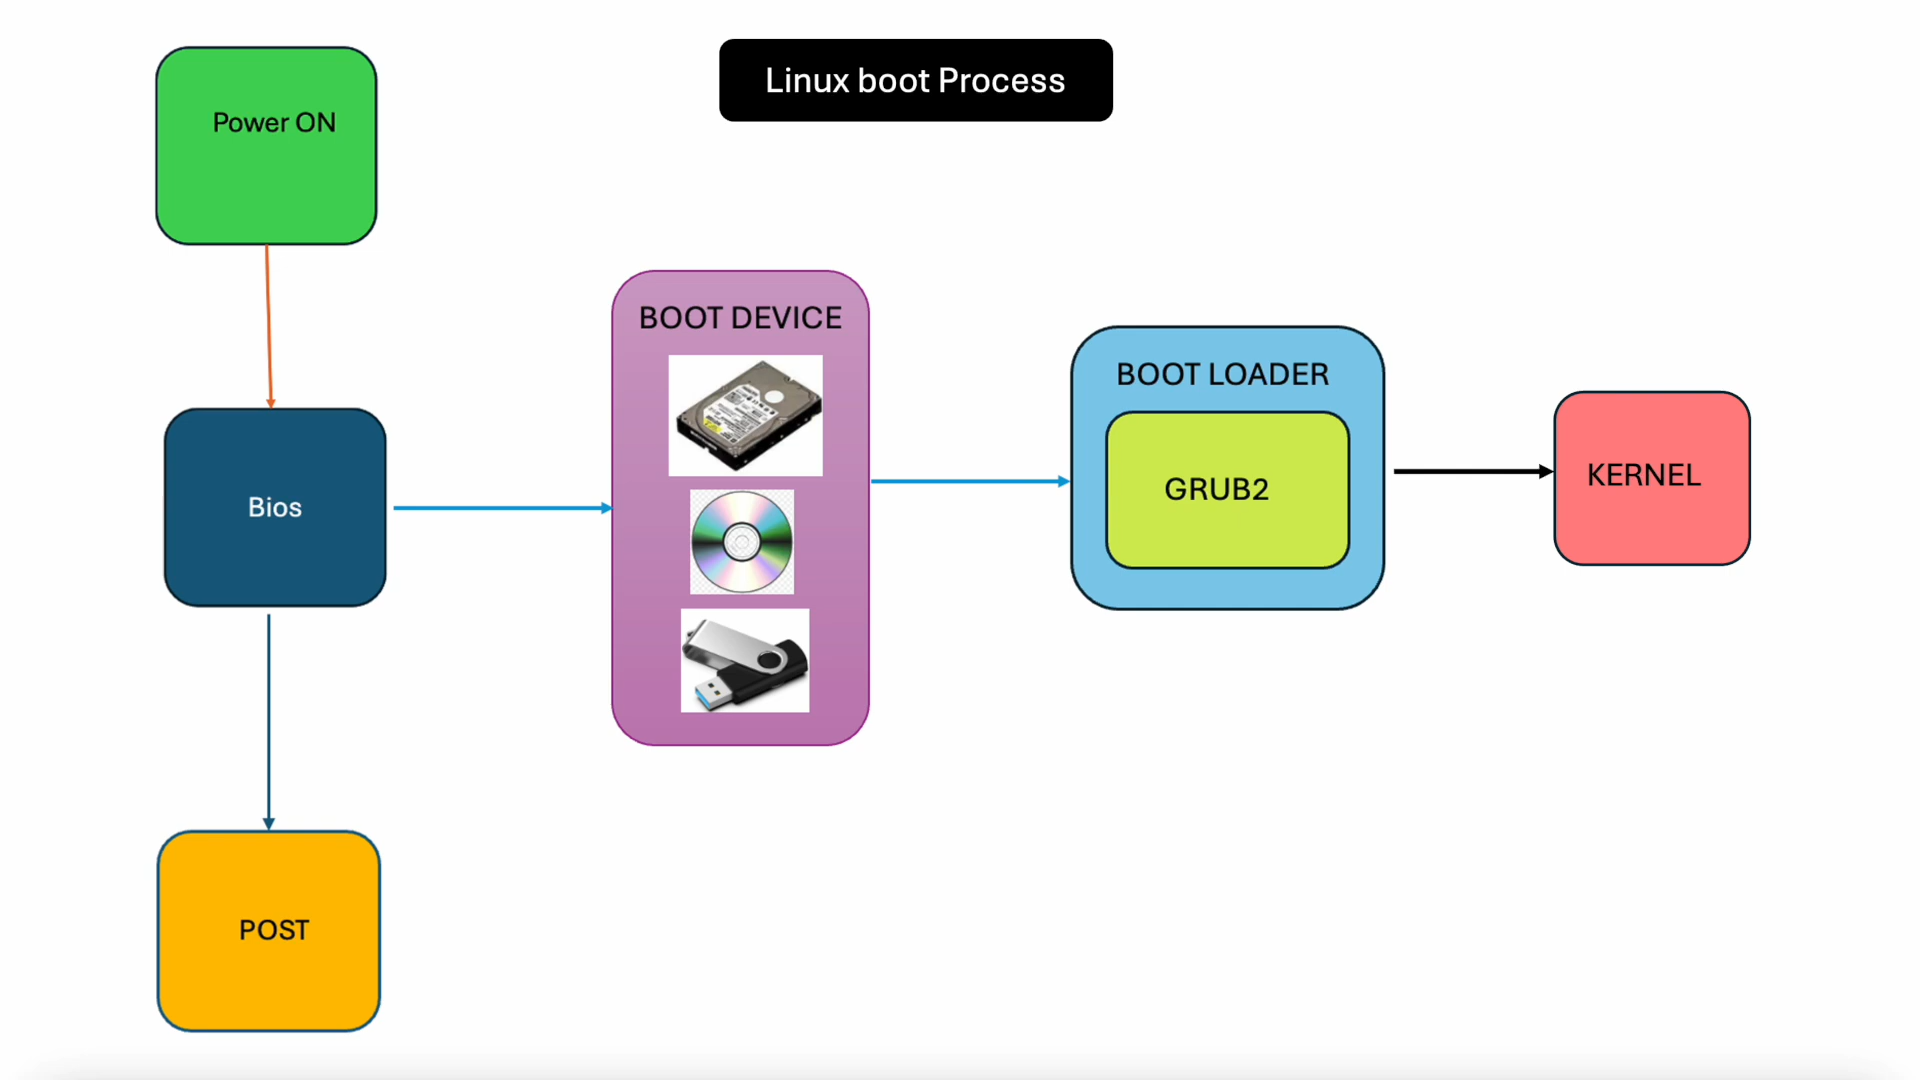 Linux boot Process
Power ON
Bios
POST
BOOT DEVICE
BOOT LOADER
GRUB2
KERNEL